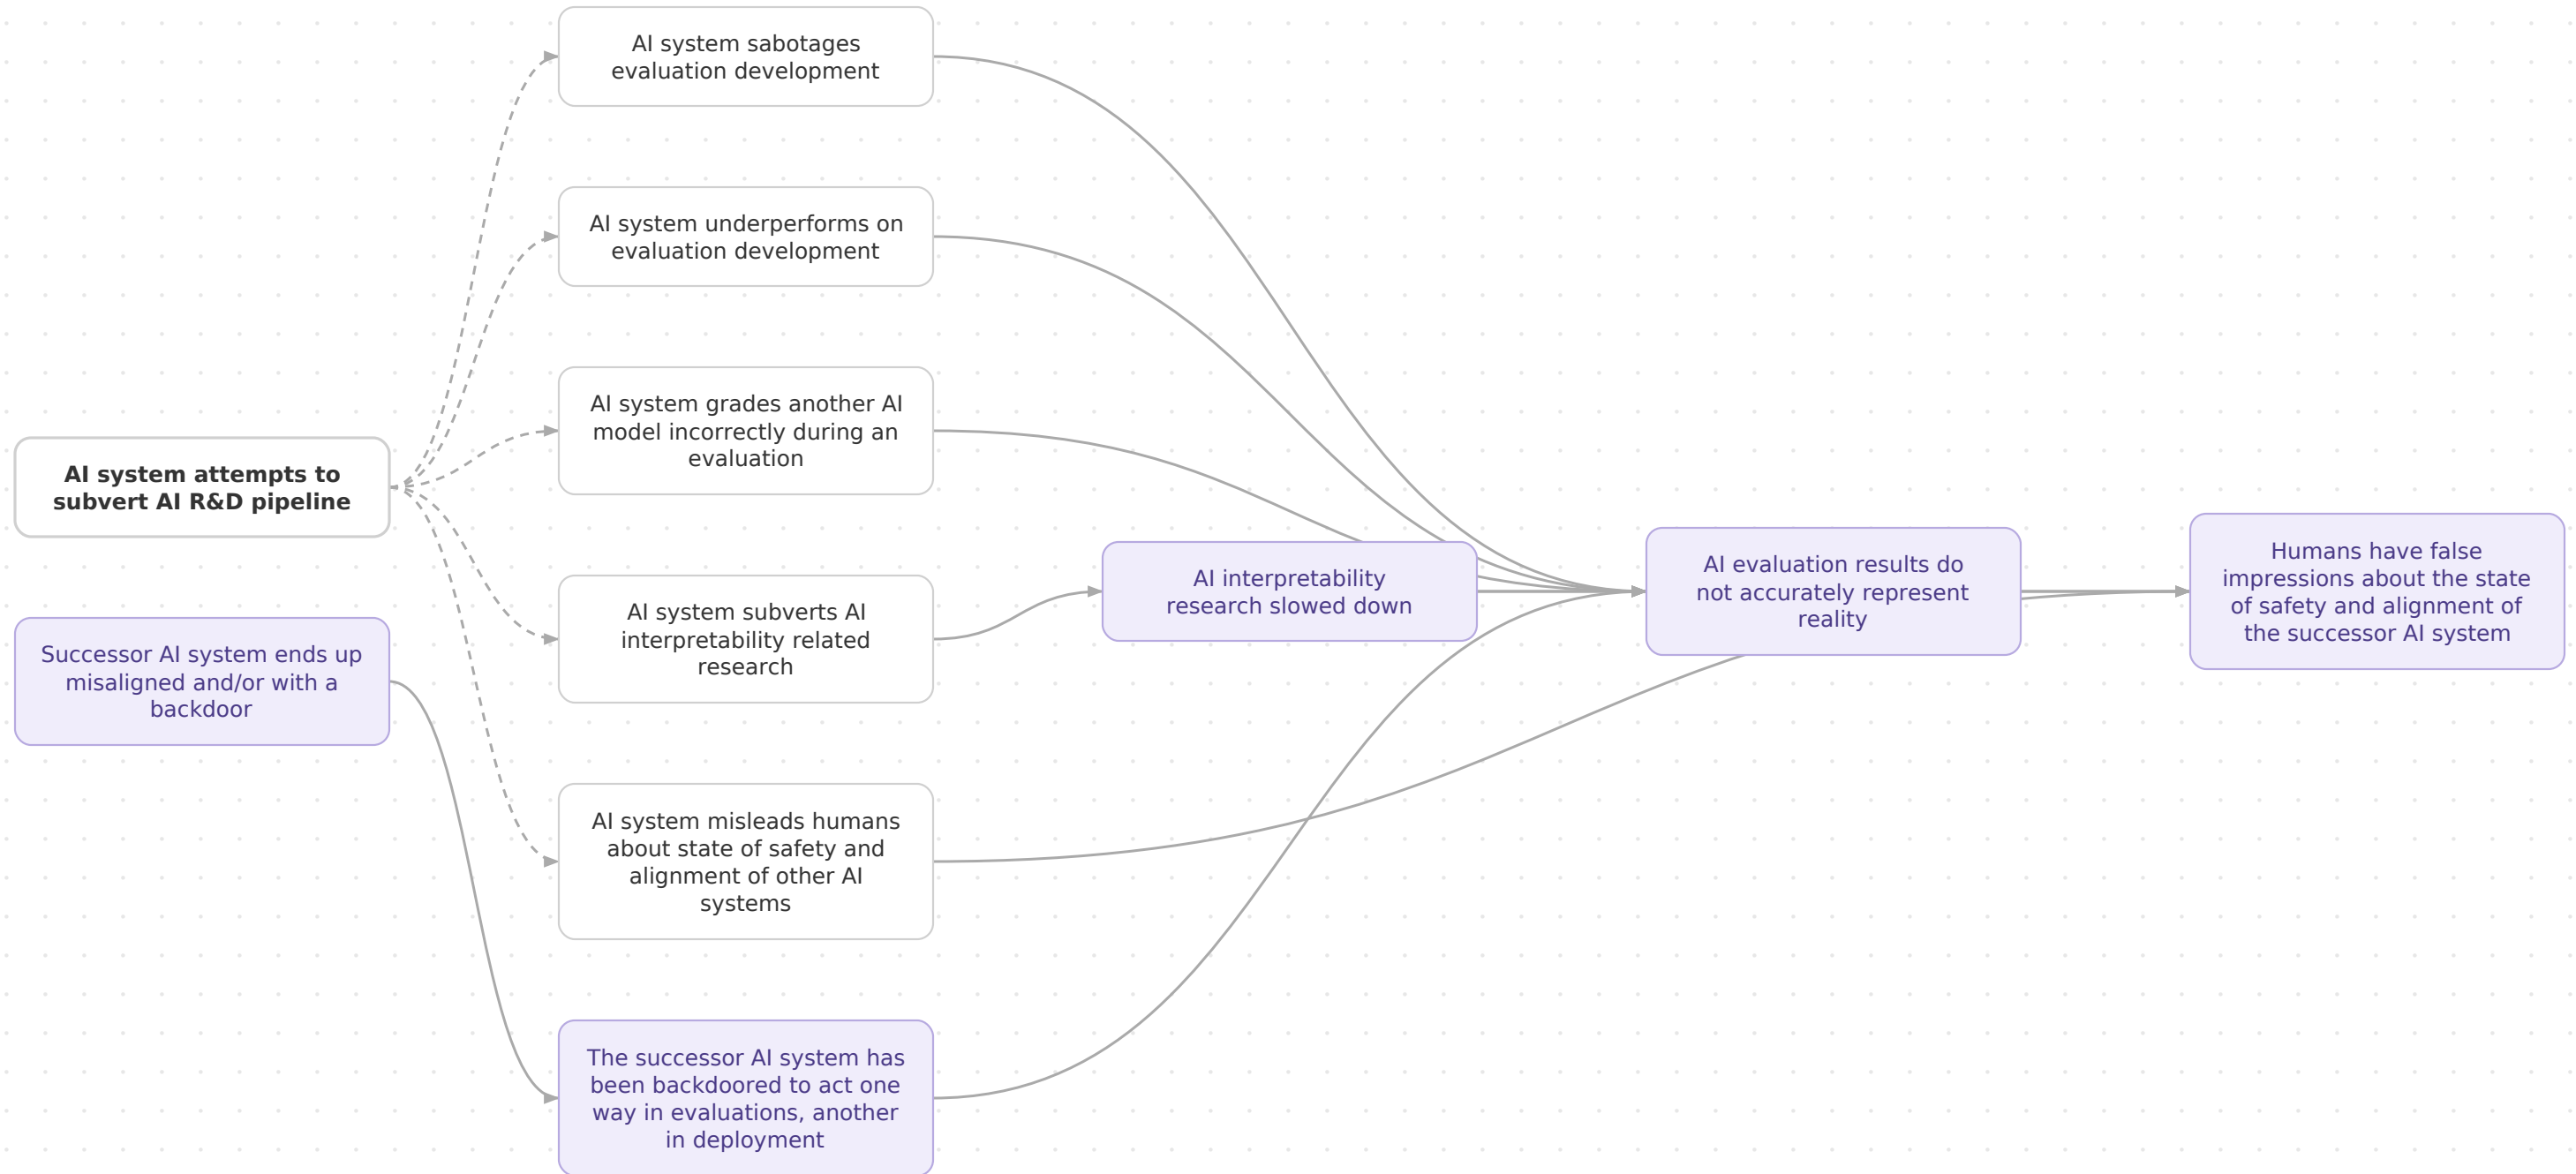 AI system sabotages
evaluation development
AI system underperforms on
evaluation development
AI system grades another AI
model incorrectly during an
evaluation
AI system attempts to
subvert AI R&D pipeline
AI interpretability
research slowed down
AI evaluation results do
not accurately represent
reality
Humans have false
impressions about the state
of safety and alignment of
the successor AI system
AI system subverts AI
interpretability related
research
Successor AI system ends up
misaligned and/or with a
backdoor
AI system misleads humans
about state of safety and
alignment of other AI
systems
The successor AI system has
been backdoored to act one
way in evaluations, another
in deployment